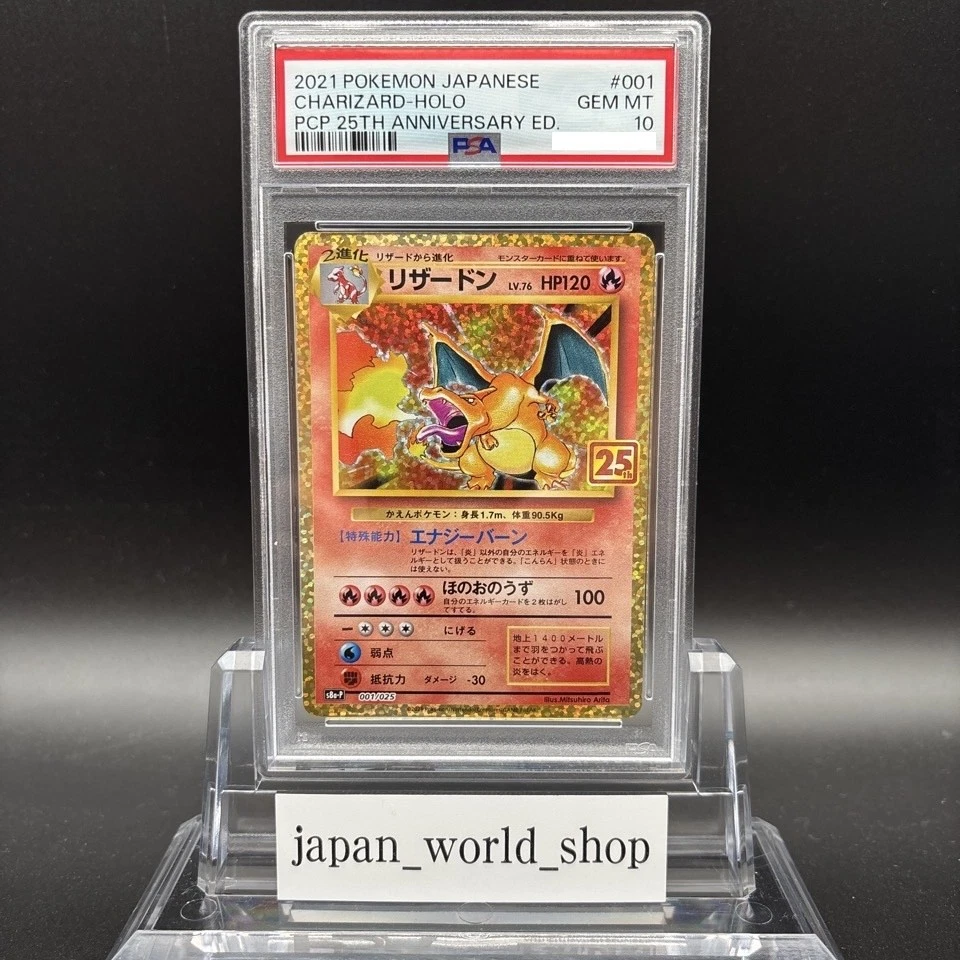 2021 POKEMON JAPANESE #001
CHARIZARD-HOLO GEM MT
PCP 25TH ANNIVERSARY ED. 10
PSA
2進化 リザードから進化 モンスターカードに重ねて使います。
リザードン LV.76 HP120
25th
かえんポケモン：身長1.7m、体重90.5Kg
【特殊能力】エナジーバーン
リザードンは、「炎」以外の自分のエネルギーを「炎」エネ
ルギーとして扱うことができる。「こんらん」状態のときに
は使えない。
ほのおのうず 100
自分のエネルギーカードを2枚はがし
てすてる。
にげる
弱点
抵抗力 ダメージ -30
地上1400メートル
まで羽をつかって飛ぶ
ことができる。高熱の
炎をはく。
s8a-P 001/025 Illus.Mitsuhiro Arita
japan_world_shop